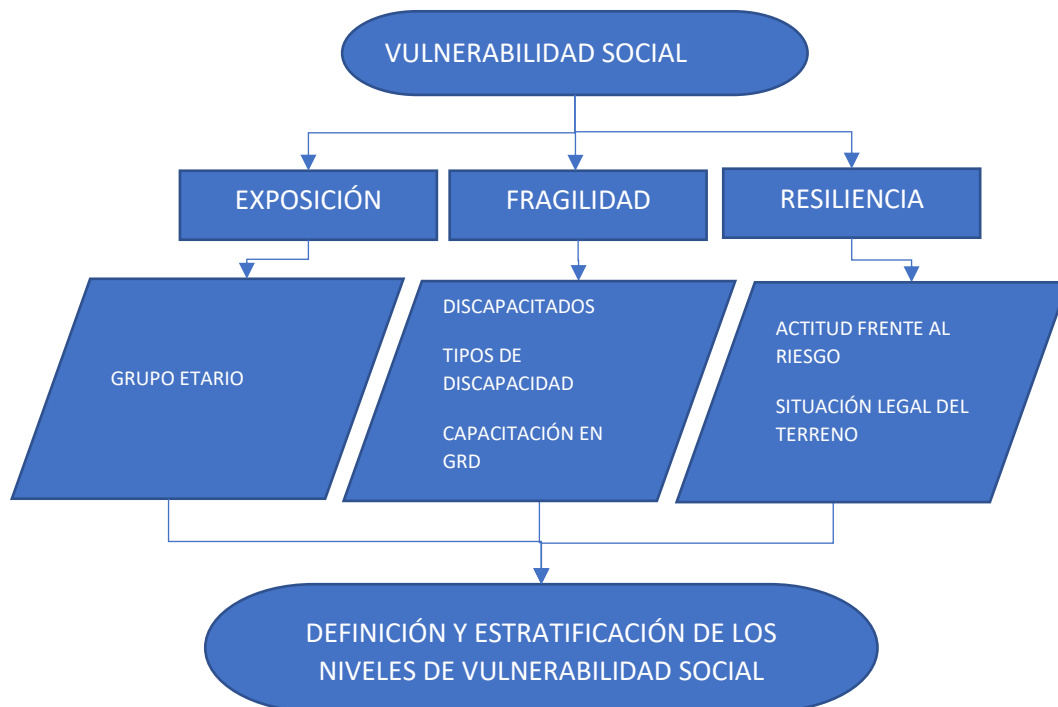 VULNERABILIDAD SOCIAL
EXPOSICIÓN
FRAGILIDAD
RESILIENCIA
GRUPO ETARIO
DISCAPACITADOS
TIPOS DE
DISCAPACIDAD
CAPACITACIÓN EN
GRD
ACTITUD FRENTE AL
RIESGO
SITUACIÓN LEGAL DEL
TERRENO
DEFINICIÓN Y ESTRATIFICACIÓN DE LOS
NIVELES DE VULNERABILIDAD SOCIAL